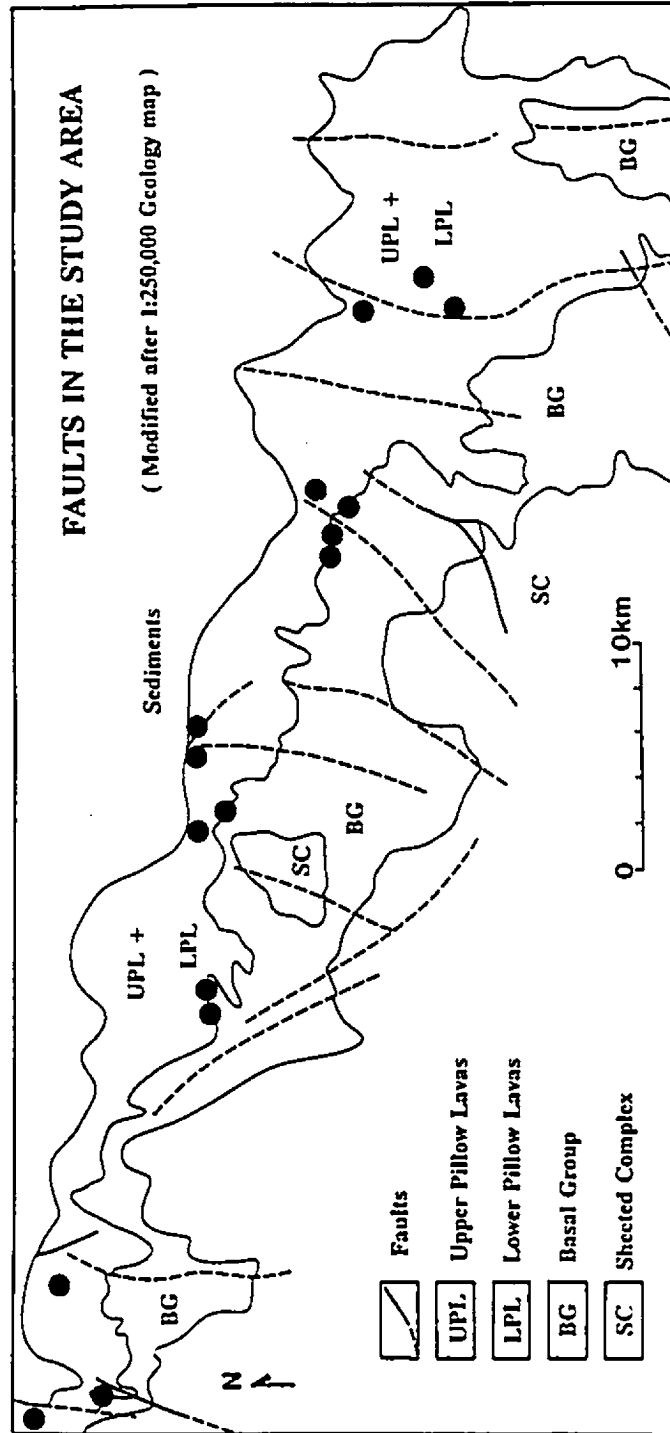 FAULTS IN THE STUDY AREA
( Modified after 1:250,000 Geology map )
Sediments
UPL +
LPL
UPL +
LPL
BG
BG
BG
BG
SC
SC
N
0 10km
Faults
UPL Upper Pillow Lavas
LPL Lower Pillow Lavas
BG Basal Group
SC Sheeted Complex